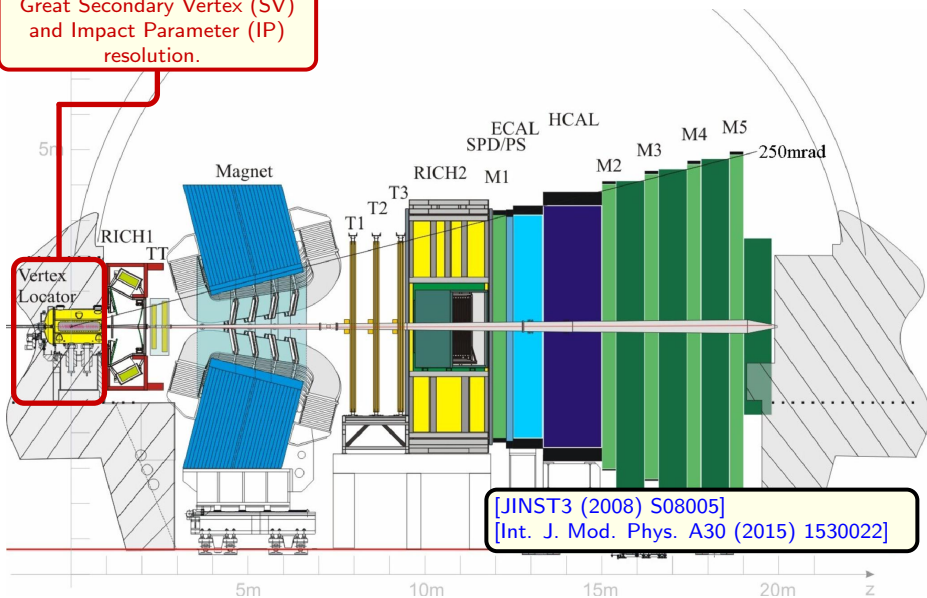 Great Secondary Vertex (SV)
and Impact Parameter (IP)
resolution.
5m
Magnet
RICH1
TT
Vertex
Locator
T1
T2
T3
RICH2
M1
SPD/PS
ECAL
HCAL
M2
M3
M4
M5
250mrad
[JINST3 (2008) S08005]
[Int. J. Mod. Phys. A30 (2015) 1530022]
5m
10m
15m
20m
z